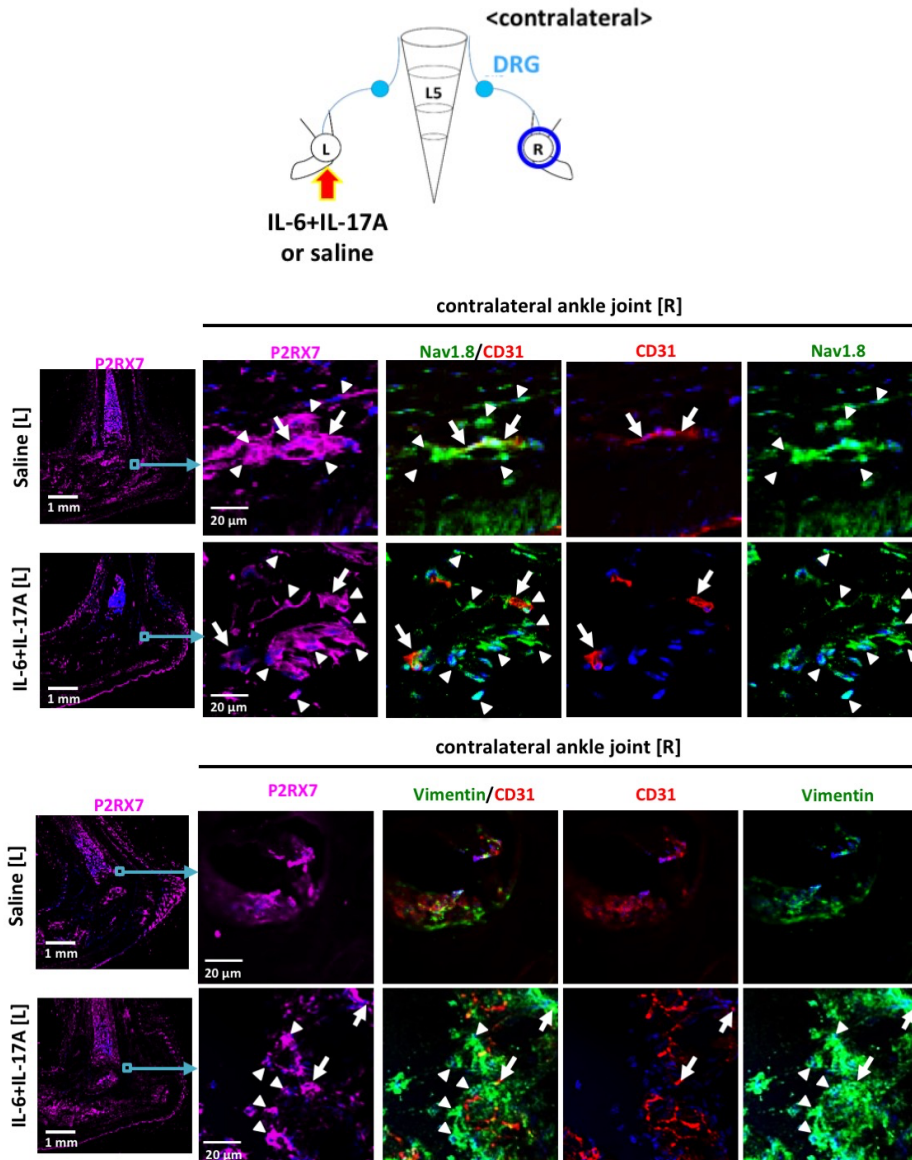 <contralateral>
DRG
L5
L
R
IL-6+IL-17A
or saline
contralateral ankle joint [R]
P2RX7
P2RX7
Nav1.8/CD31
CD31
Nav1.8
Saline [L]
1 mm
20 μm
IL-6+IL-17A [L]
1 mm
20 μm
contralateral ankle joint [R]
P2RX7
P2RX7
Vimentin/CD31
CD31
Vimentin
Saline [L]
1 mm
20 μm
IL-6+IL-17A [L]
1 mm
20 μm